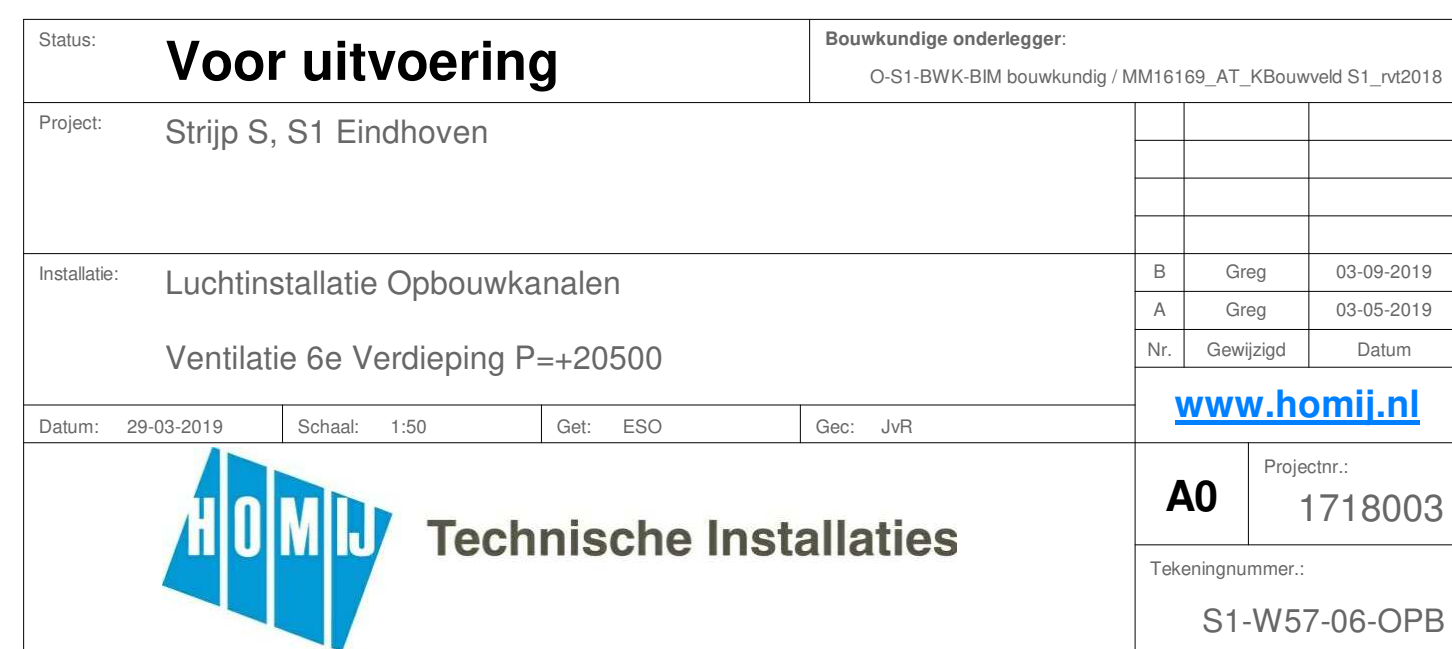 Status:
Voor uitvoering
Bouwkundige onderlegger:
O-S1-BWK-BIM bouwkundig / MM16169_AT_KBouwveld S1_rvt2018
Project:
Strijp S, S1 Eindhoven
Installatie:
Luchtinstallatie Opbouwkanalen
Ventilatie 6e Verdieping P=+20500
B Greg 03-09-2019
A Greg 03-05-2019
Nr. Gewijzigd Datum
www.homij.nl
Datum: 29-03-2019 Schaal: 1:50 Get: ESO Gec: JvR
HOMIJ Technische Installaties
A0
Projectnr.:
1718003
Tekeningnummer.:
S1-W57-06-OPB